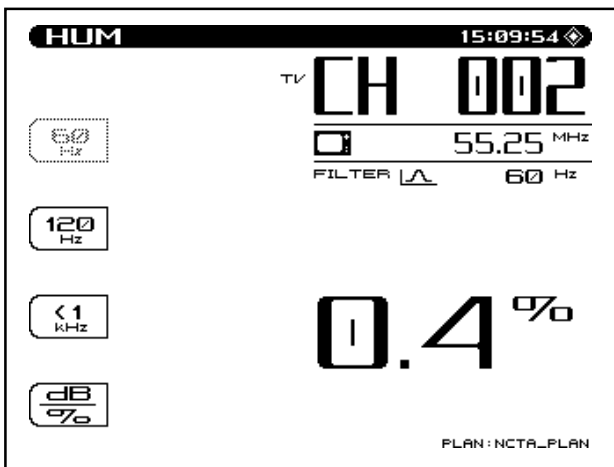 HUM 15:09:54
TV CH 002
55.25 MHz
FILTER 60 Hz
60
Hz
120
Hz
<1
kHz
0.4 %
dB
%
PLAN:NCTA_PLAN